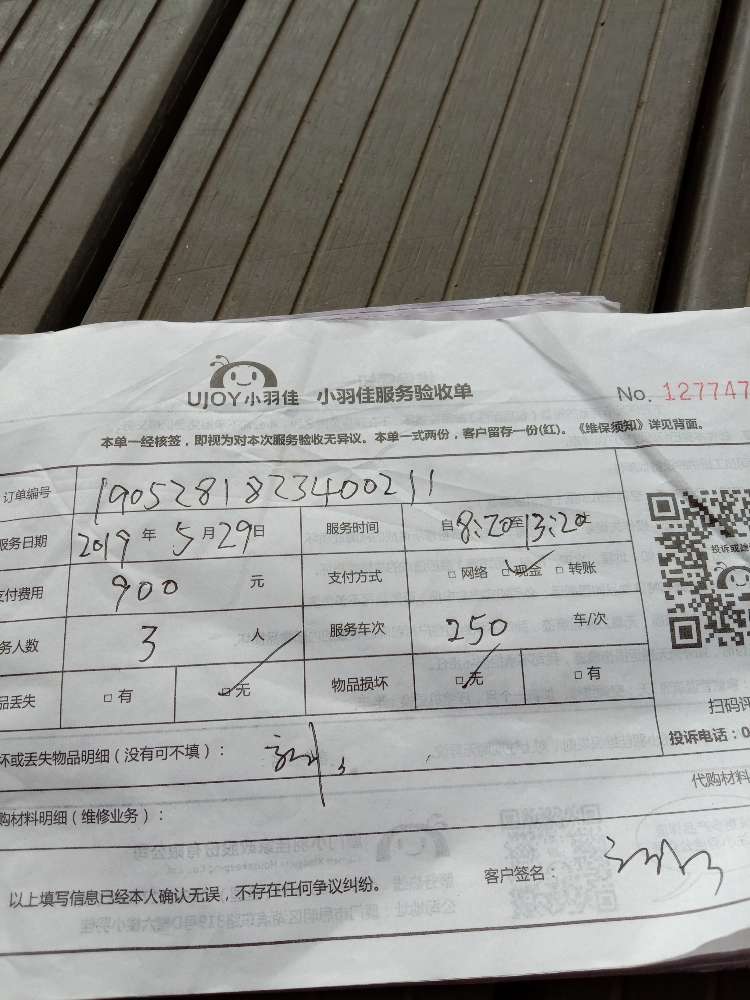 UJOY小羽佳 小羽佳服务验收单 No. 127747
本单一经核签，即视为对本次服务验收无异议。本单一式两份，客户留存一份(红)。《维保须知》详见背面。
订单编号 19052818234000211
服务日期 2019 年 5 月 29 日 服务时间 自 8:20 至 13:20
支付费用 900 元 支付方式 □ 网络 □ 现金 □ 转账
务人数 3 人 服务车次 250 车/次
品丢失 □ 有 □ 无 物品损坏 □ 无 □ 有
扫码评
投诉电话：0
坏或丢失物品明细（没有可不填）：
代购材料
购材料明细（维修业务）：
以上填写信息已经本人确认无误，不存在任何争议纠纷。 客户签名：